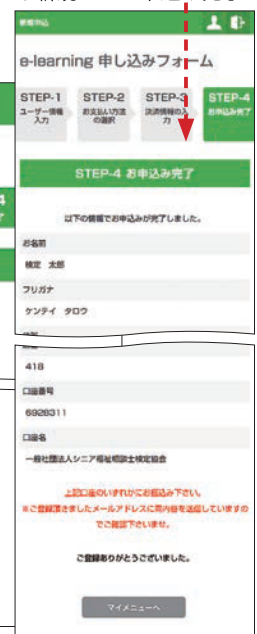 新規申込
e-learning 申し込みフォーム
STEP-1
ユーザー情報
入力
STEP-2
お支払い方法
の選択
STEP-3
決済情報の入
力
STEP-4
お申込み完了
STEP-4 お申込み完了
以下の情報でお申込みが完了しました。
お名前
検定 太郎
フリガナ
ケンテイ タロウ
418
口座番号
6928311
口座名
一般社団法人シニア福祉相談士検定協会
上記口座のいずれかにお振込み下さい。
※ご登録頂きましたメールアドレスに同内容を送信していますの
でご確認下さいませ。
ご登録ありがとうございました。
マイメニューへ